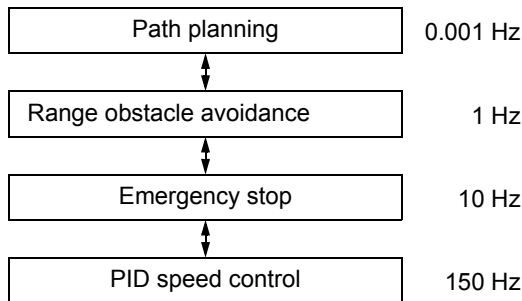 Path planning 0.001 Hz
Range obstacle avoidance 1 Hz
Emergency stop 10 Hz
PID speed control 150 Hz